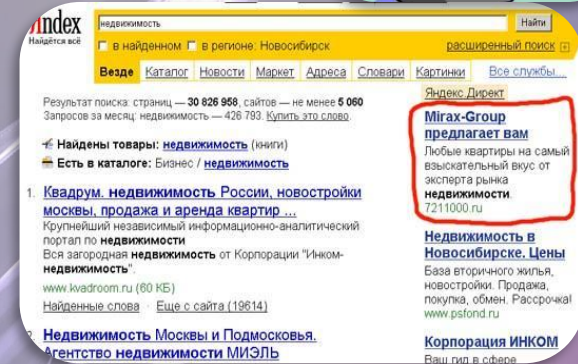 Яndex
Найдётся всё
недвижимость
Найти
в найденном в регионе: Новосибирск
расширенный поиск
Везде Каталог Новости Маркет Адреса Словари Картинки Все службы...
Результат поиска: страниц — 30 826 958, сайтов — не менее 5 060
Запросов за месяц: недвижимость — 426 793. Купить это слово.
Найдены товары: недвижимость (книги)
Есть в каталоге: Бизнес / недвижимость
1. Квадрум. недвижимость России, новостройки
москвы, продажа и аренда квартир ...
Крупнейший независимый информационно-аналитический
портал по недвижимости
Вся загородная недвижимость от Корпорации "Инком-
недвижимость".
www.kvadroom.ru (60 КБ)
Найденные слова · Еще с сайта (19614)
2. Недвижимость Москвы и Подмосковья.
Агентство недвижимости МИЭЛЬ
Яндекс.Директ
Mirax-Group
предлагает вам
Любые квартиры на самый
взыскательный вкус от
эксперта рынка
недвижимости.
7211000.ru
Недвижимость в
Новосибирске. Цены
База вторичного жилья,
новостройки. Продажа,
покупка, обмен. Рассрочка!
www.psfond.ru
Корпорация ИНКОМ
Ваш гид в сфере